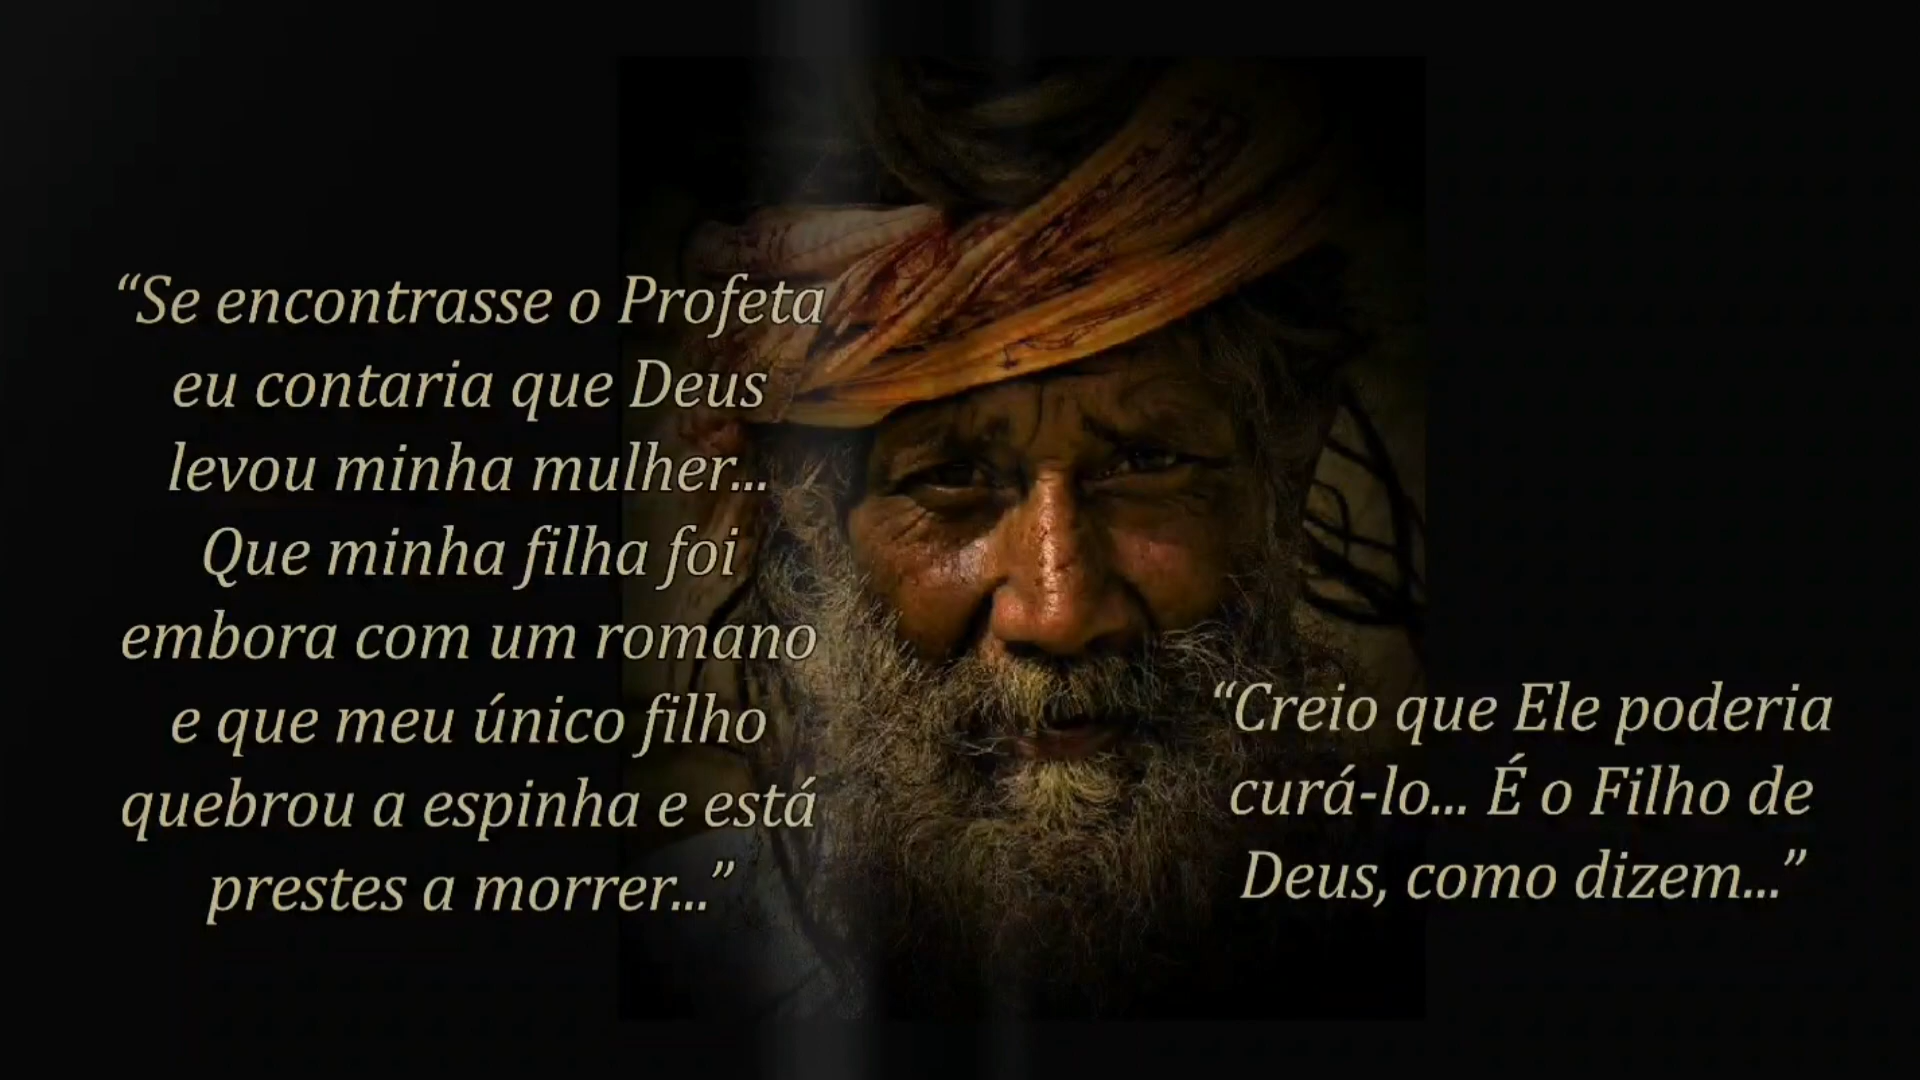 “Se encontrasse o Profeta
eu contaria que Deus
levou minha mulher...
Que minha filha foi
embora com um romano
e que meu único filho
quebrou a espinha e está
prestes a morrer...”
“Creio que Ele poderia
curá-lo... É o Filho de
Deus, como dizem...”